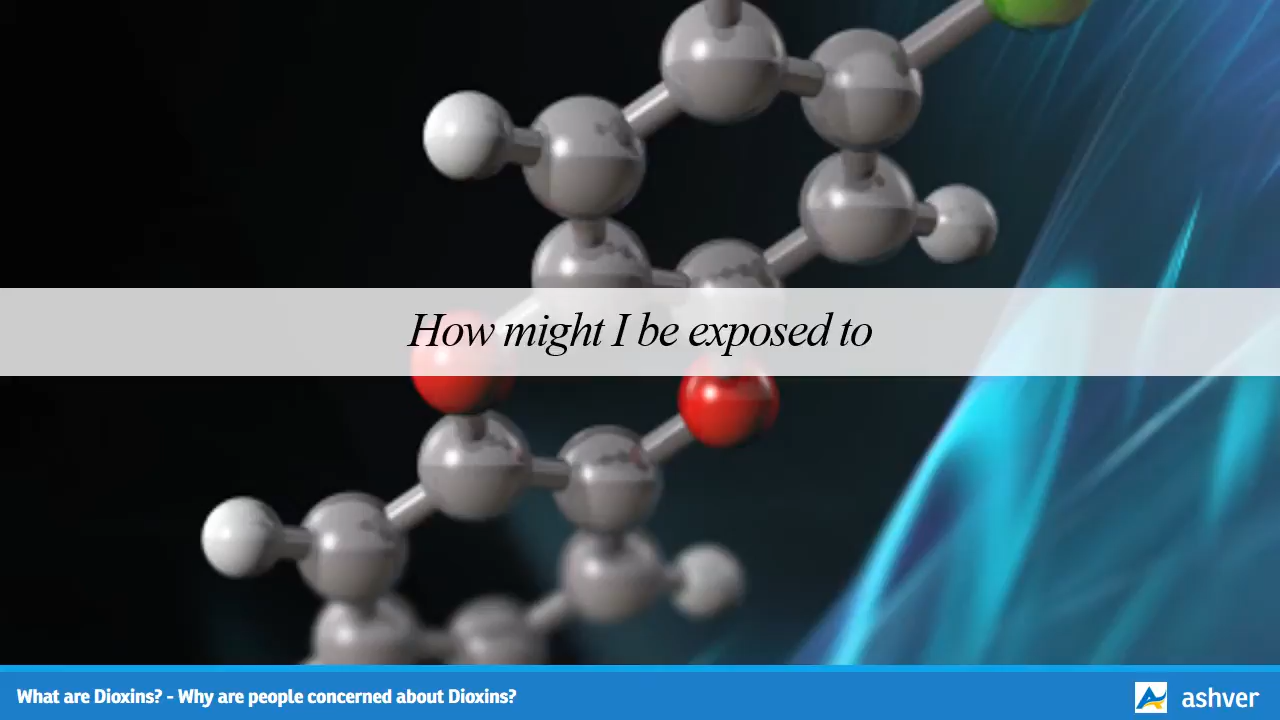 How might I be exposed to
What are Dioxins? - Why are people concerned about Dioxins?
ashver